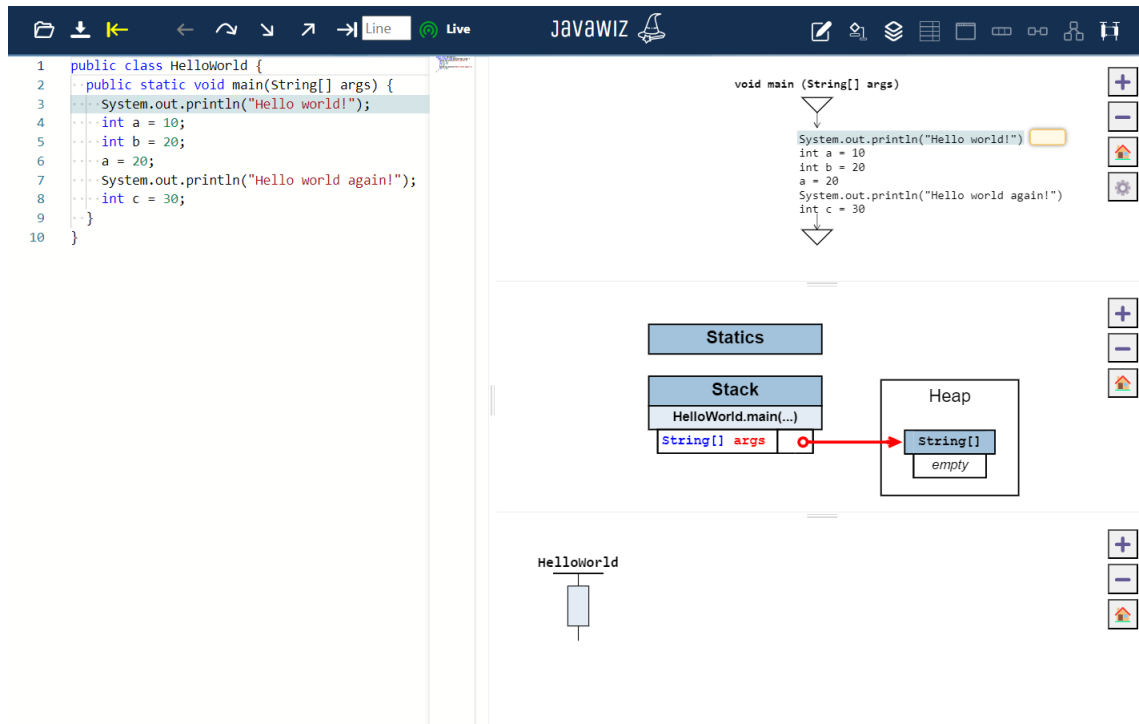 Line
Live
JavaWiz
1 public class HelloWorld {
2 ··public static void main(String[] args) {
3 ····System.out.println("Hello world!");
4 ····int a = 10;
5 ····int b = 20;
6 ····a = 20;
7 ····System.out.println("Hello world again!");
8 ····int c = 30;
9 ··}
10 }
void main (String[] args)
System.out.println("Hello world!")
int a = 10
int b = 20
a = 20
System.out.println("Hello world again!")
int c = 30
Statics
Stack
HelloWorld.main(...)
String[] args
Heap
String[]
empty
HelloWorld